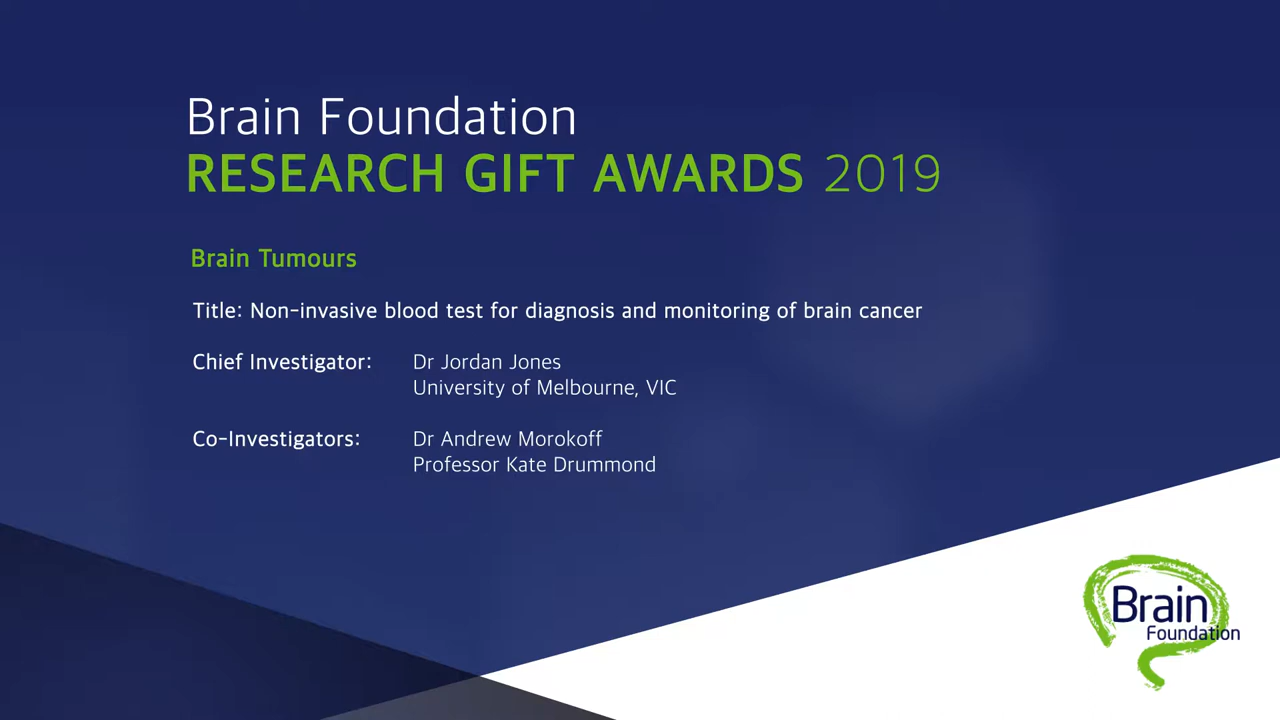 Brain Foundation
RESEARCH GIFT AWARDS 2019
Brain Tumours
Title: Non-invasive blood test for diagnosis and monitoring of brain cancer
Chief Investigator: Dr Jordan Jones
University of Melbourne, VIC
Co-Investigators: Dr Andrew Morokoff
Professor Kate Drummond
Brain
Foundation